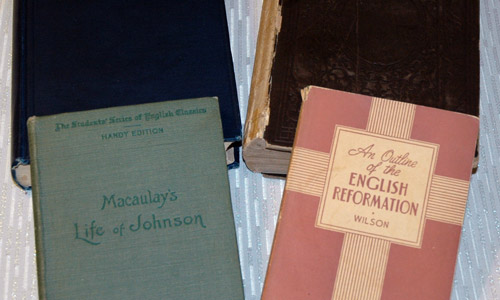 The Students' Series of English Classics
HANDY EDITION
Macaulay's
Life of Johnson
An Outline
of the
ENGLISH
REFORMATION
WILSON